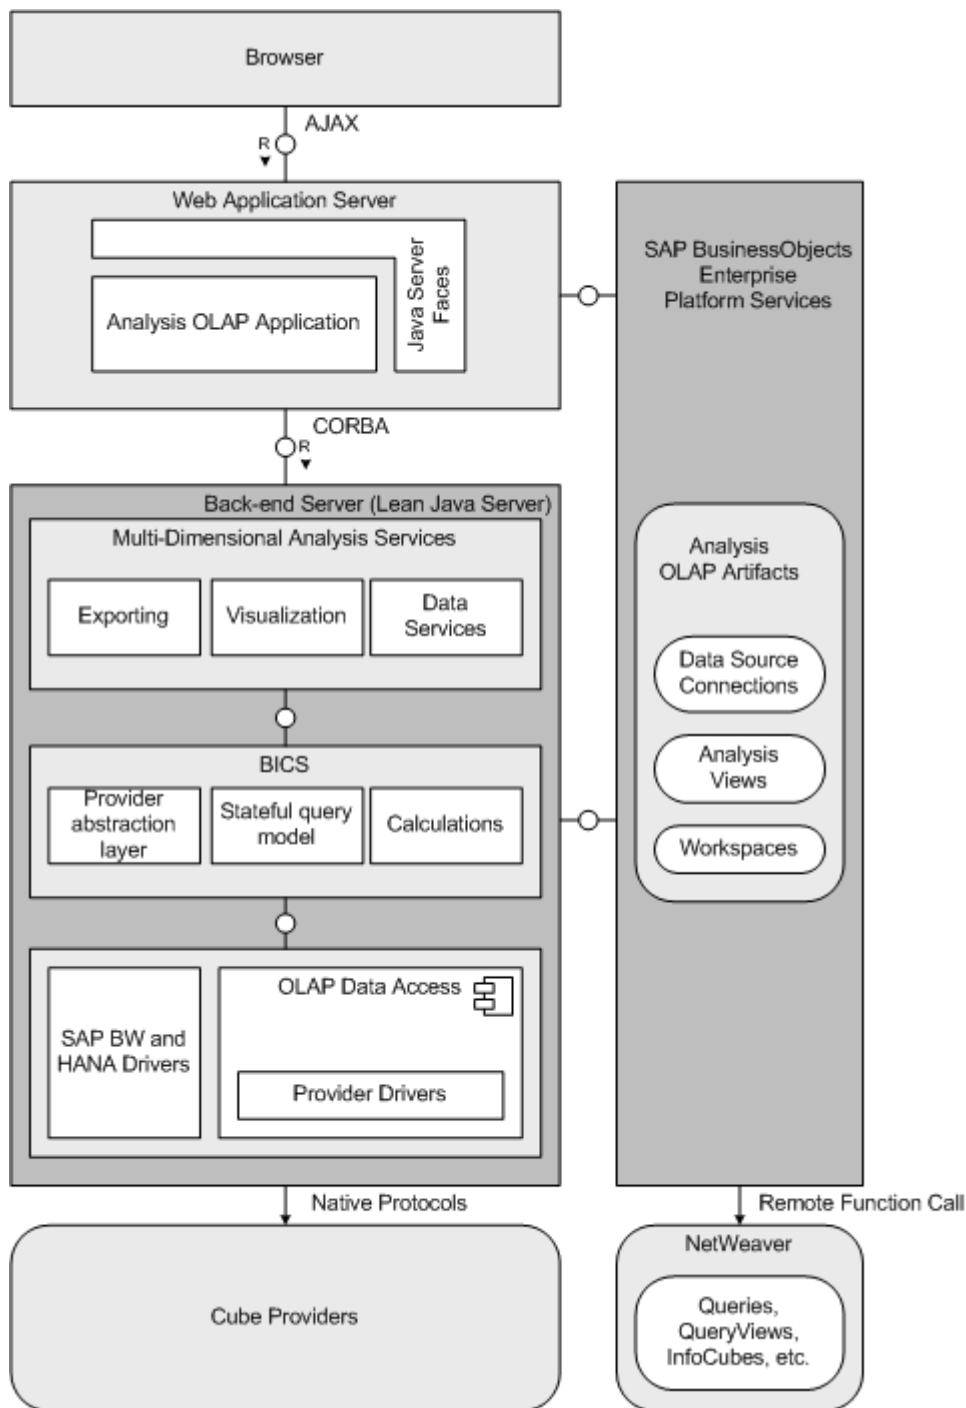 Browser
AJAX
R
Web Application Server
Java Server
Faces
Analysis OLAP Application
SAP BusinessObjects
Enterprise
Platform Services
CORBA
R
Back-end Server (Lean Java Server)
Multi-Dimensional Analysis Services
Exporting
Visualization
Data
Services
Analysis
OLAP Artifacts
Data Source
Connections
Analysis
Views
Workspaces
BICS
Provider
abstraction
layer
Stateful query
model
Calculations
SAP BW and
HANA Drivers
OLAP Data Access
Provider Drivers
Native Protocols
Remote Function Call
Cube Providers
NetWeaver
Queries,
QueryViews,
InfoCubes, etc.